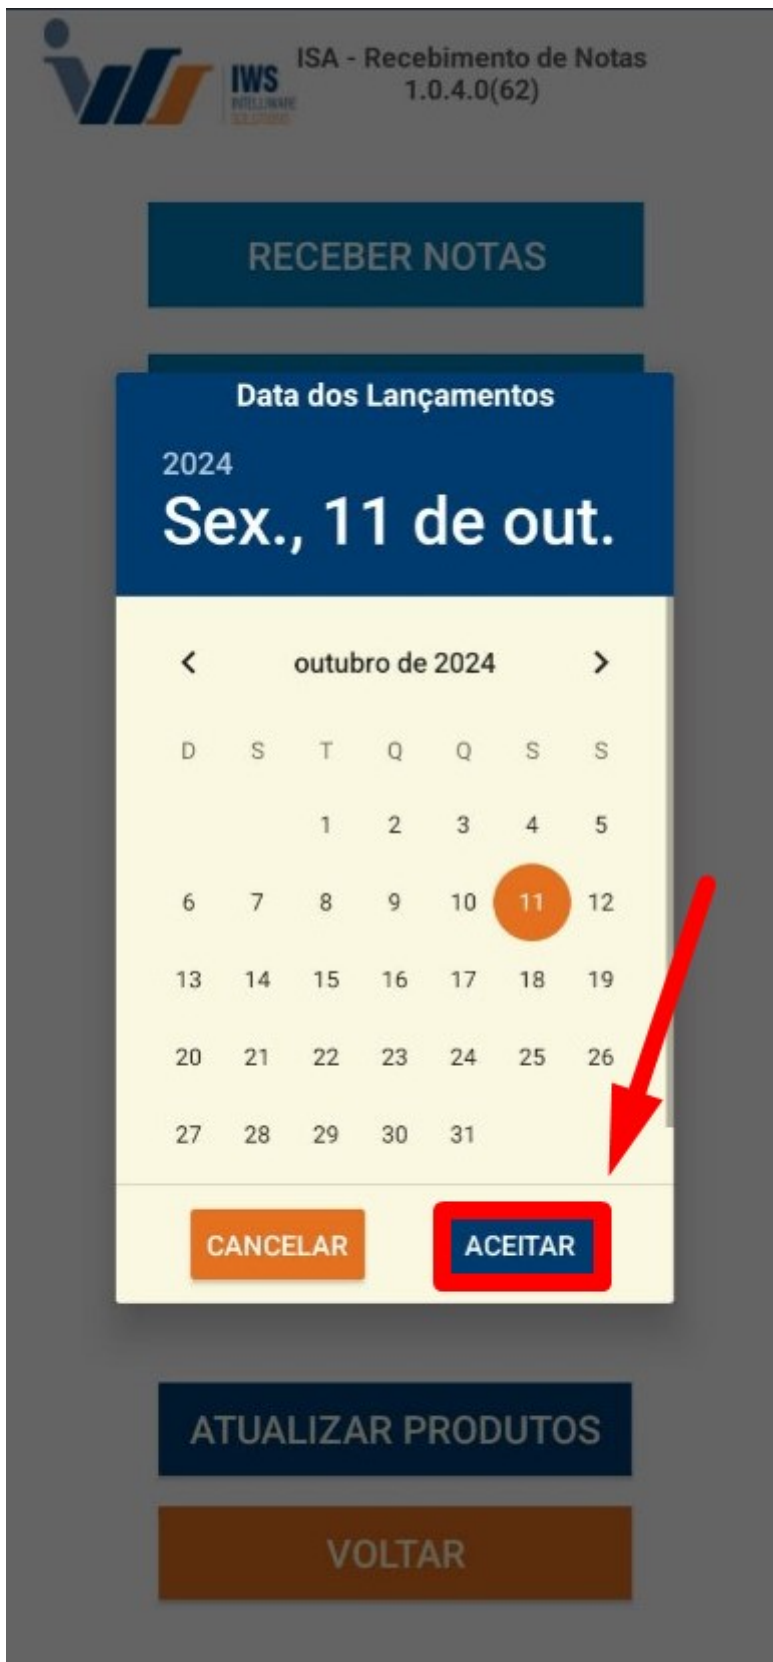 ISA - Recebimento de Notas
1.0.4.0(62)
IWS
INTELLIWARE
SOLUTIONS
RECEBER NOTAS
Data dos Lançamentos
2024
Sex., 11 de out.
outubro de 2024
D S T Q Q S S
1 2 3 4 5
6 7 8 9 10 11 12
13 14 15 16 17 18 19
20 21 22 23 24 25 26
27 28 29 30 31
CANCELAR ACEITAR
ATUALIZAR PRODUTOS
VOLTAR